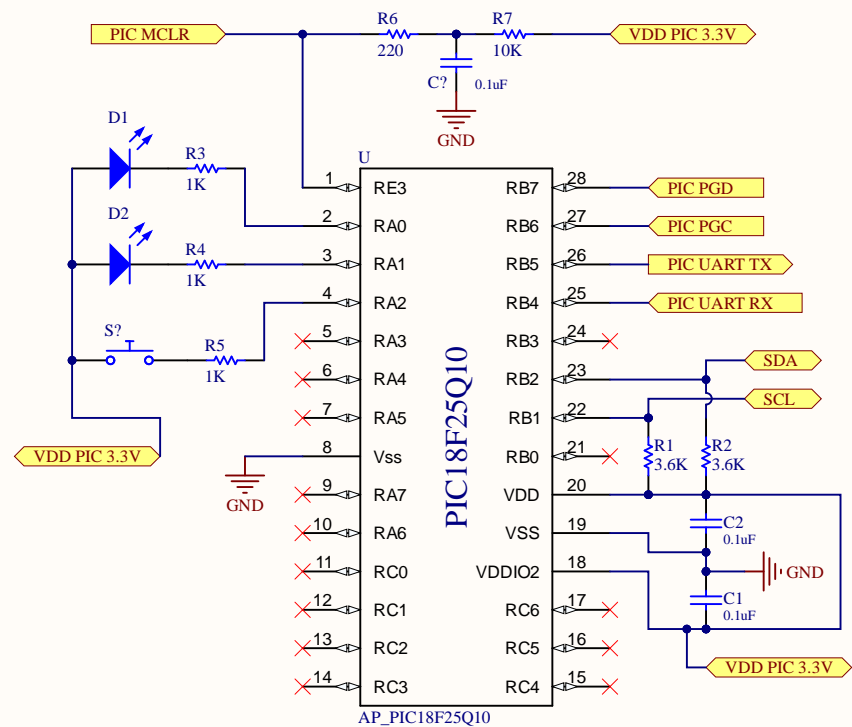 PIC MCLR
R6
220
R7
10K
VDD PIC 3.3V
C?
0.1uF
GND
D1
R3
1K
D2
R4
1K
S?
R5
1K
VDD PIC 3.3V
GND
U
PIC18F25Q10
1 RE3
2 RA0
3 RA1
4 RA2
5 RA3
6 RA4
7 RA5
8 Vss
9 RA7
10 RA6
11 RC0
12 RC1
13 RC2
14 RC3
RB7 28
RB6 27
RB5 26
RB4 25
RB3 24
RB2 23
RB1 22
RB0 21
VDD 20
VSS 19
VDDIO2 18
RC6 17
RC5 16
RC4 15
AP_PIC18F25Q10
PIC PGD
PIC PGC
PIC UART TX
PIC UART RX
SDA
SCL
R1
3.6K
R2
3.6K
C2
0.1uF
GND
C1
0.1uF
VDD PIC 3.3V